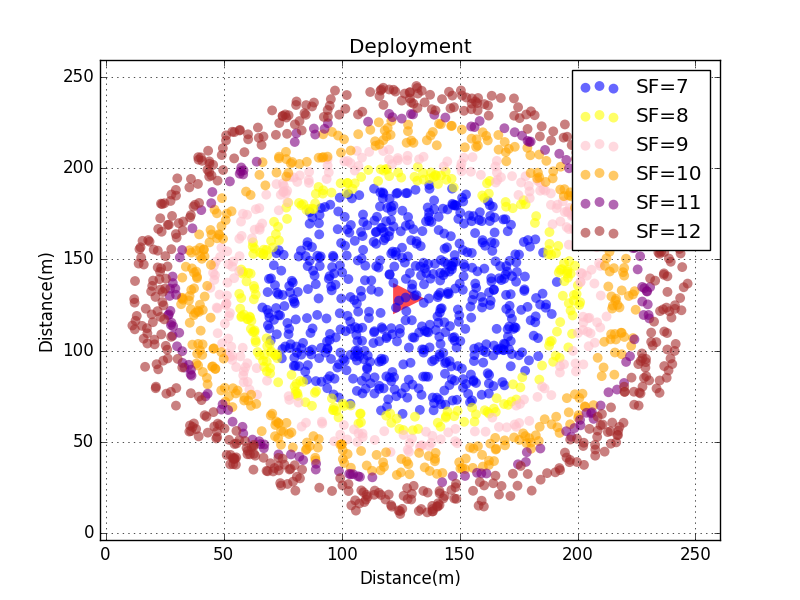 Deployment
250
200
150
100
50
0
Distance(m)
0 50 100 150 200 250
Distance(m)
SF=7
SF=8
SF=9
SF=10
SF=11
SF=12